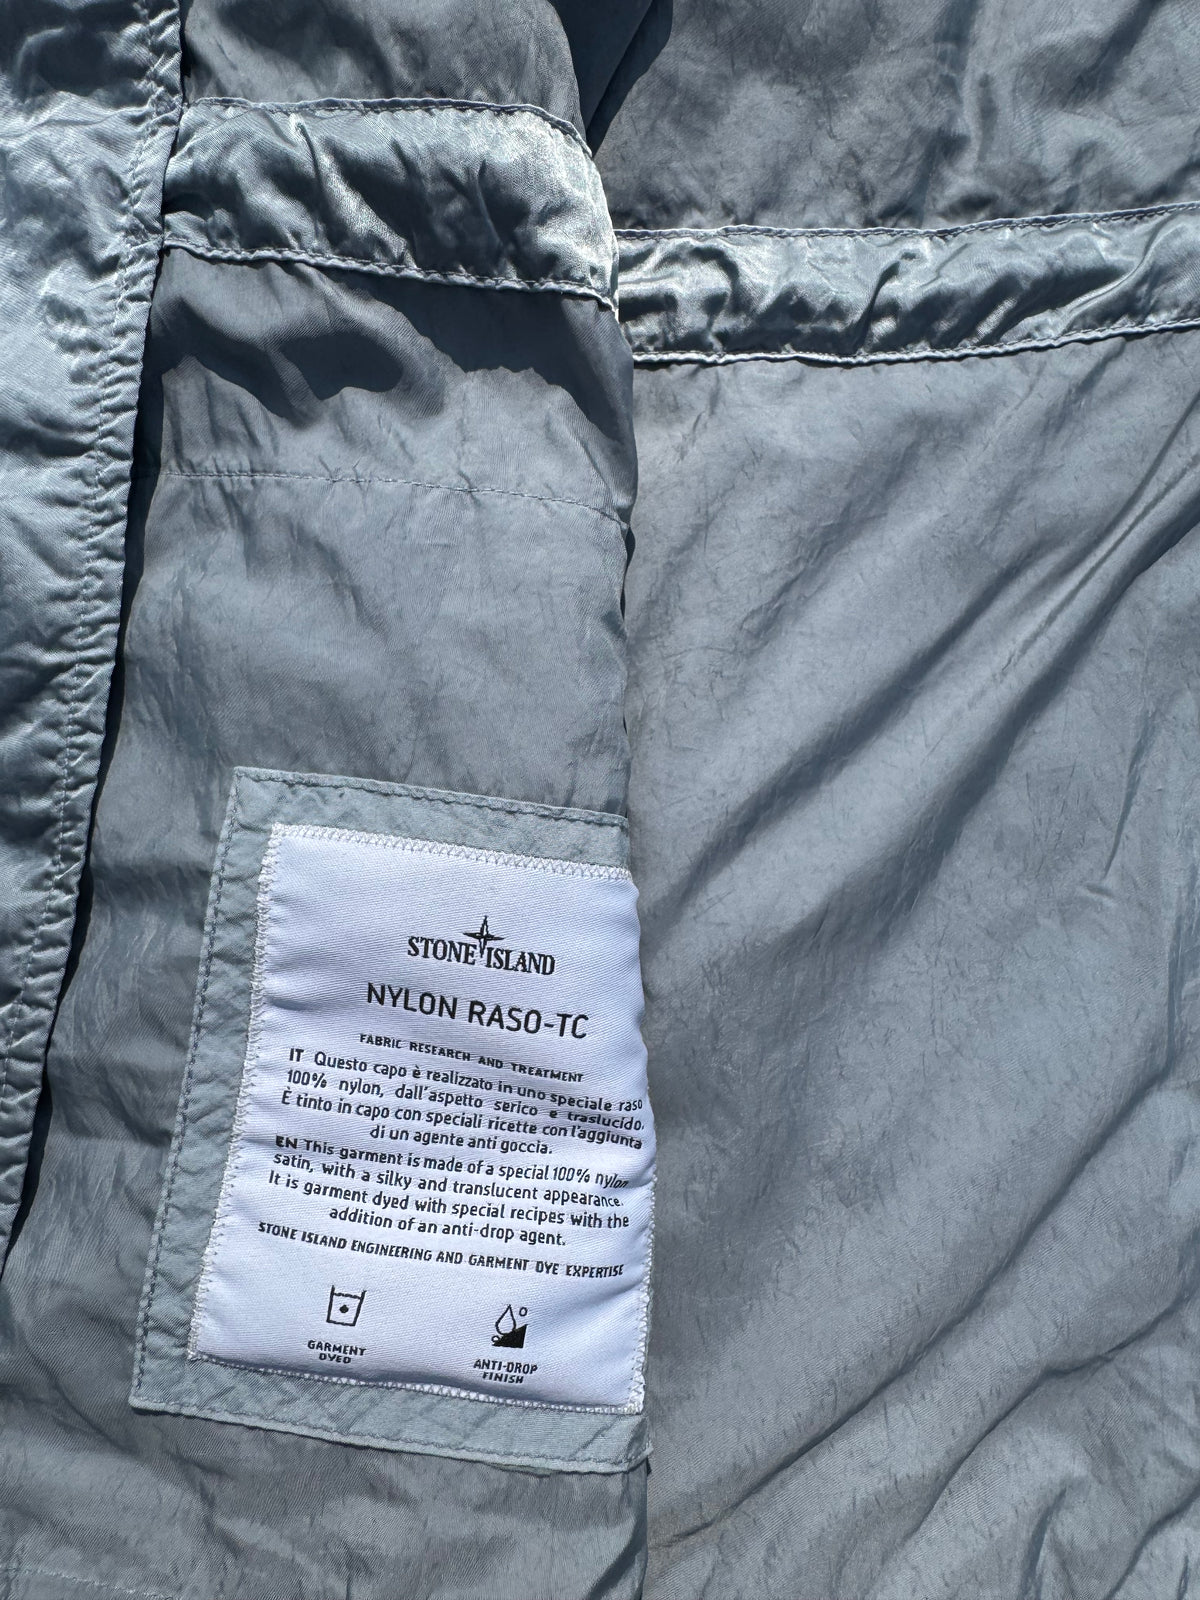 STONE ISLAND
NYLON RASO-TC
FABRIC RESEARCH AND TREATMENT
IT Questo capo è realizzato in uno speciale raso
100% nylon, dall'aspetto serico e traslucido.
È tinto in capo con speciali ricette con l'aggiunta
di un agente anti goccia.
EN This garment is made of a special 100% nylon
satin, with a silky and translucent appearance.
It is garment dyed with special recipes with the
addition of an anti-drop agent.
STONE ISLAND ENGINEERING AND GARMENT DYE EXPERTISE
GARMENT
DYED
ANTI-DROP
FINISH